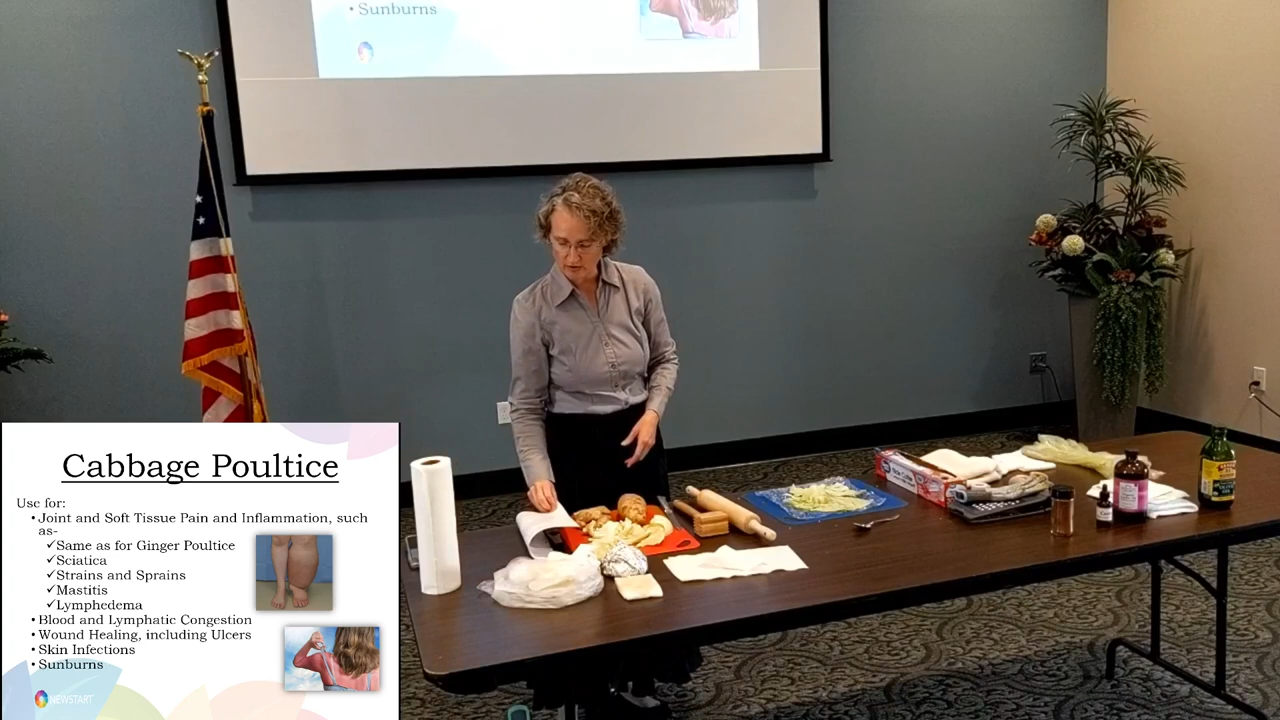 • Sunburns
Cabbage Poultice
Use for:
• Joint and Soft Tissue Pain and Inflammation, such
as-
✓Same as for Ginger Poultice
✓Sciatica
✓Strains and Sprains
✓Mastitis
✓Lymphedema
• Blood and Lymphatic Congestion
• Wound Healing, including Ulcers
• Skin Infections
• Sunburns
NEWSTART